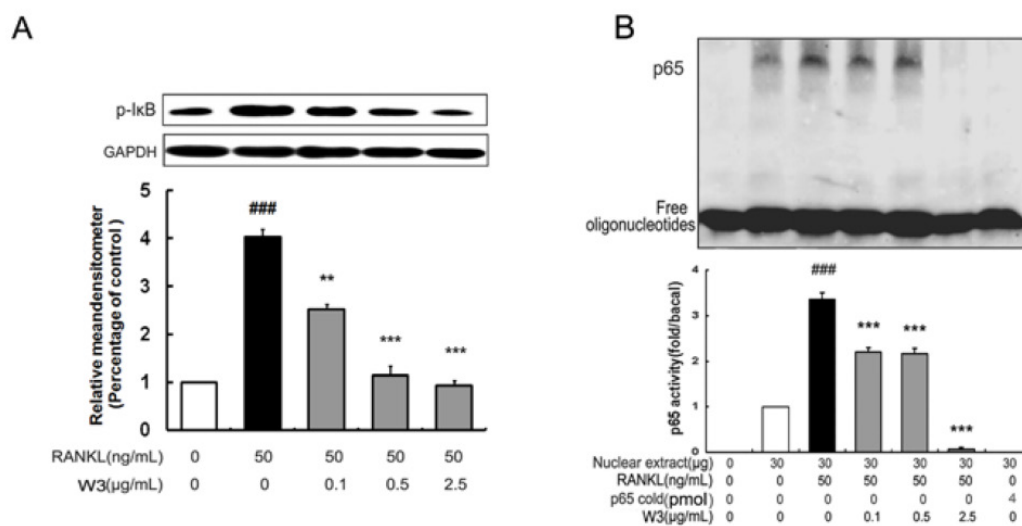 A
p-IκB
GAPDH
Relative meandensitometer
(Percentage of control)
5
4
3
2
1
0
###
**
***
***
RANKL(ng/mL) 0 50 50 50 50
W3(μg/mL) 0 0 0.1 0.5 2.5
B
p65
Free
oligonucleotides
p65 activity(fold/bacal)
4
3
2
1
0
###
***
***
***
Nuclear extract(μg) 0 30 30 30 30 30 30
RANKL(ng/mL) 0 0 50 50 50 50 0
p65 cold(pmol) 0 0 0 0 0 0 4
W3(μg/mL) 0 0 0 0.1 0.5 2.5 0